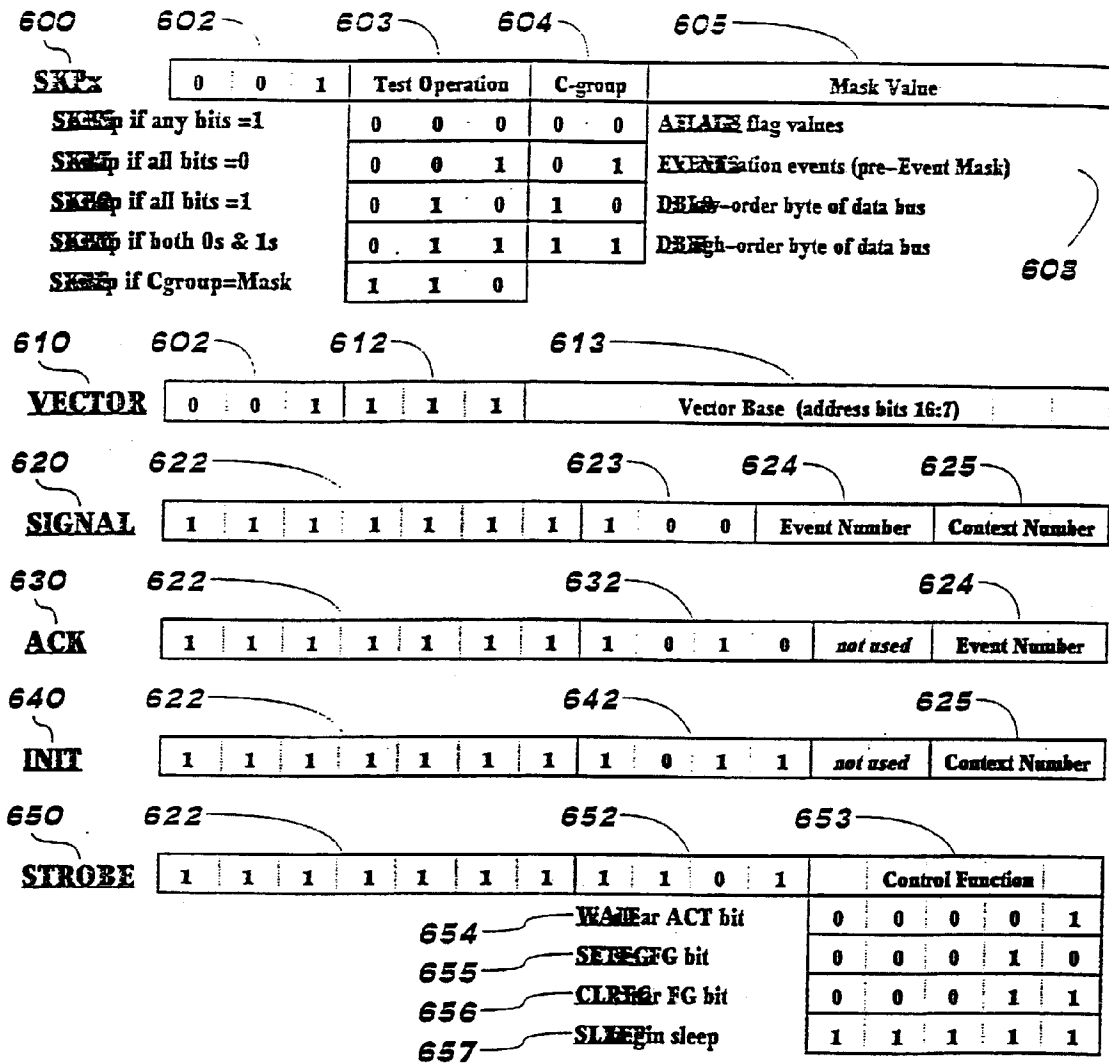 600 602 603 604 605
SKPx 0 0 1 Test Operation C-group Mask Value
if any bits =1 0 0 0 0 0 flag values
if all bits =0 0 0 1 0 1 events (pre-Event Mask)
if all bits =1 0 1 0 1 0 -order byte of data bus
if both 0s & 1s 0 1 1 1 1 -order byte of data bus
if Cgroup=Mask 1 1 0
608
610 602 612 613
VECTOR 0 0 1 1 1 1 Vector Base (address bits 16:7)
620 622 623 624 625
SIGNAL 1 1 1 1 1 1 1 1 0 0 Event Number Context Number
630 622 632 624
ACK 1 1 1 1 1 1 1 1 0 1 0 not used Event Number
640 622 642 625
INIT 1 1 1 1 1 1 1 1 0 1 1 not used Context Number
650 622 652 653
STROBE 1 1 1 1 1 1 1 1 1 0 1 Control Function
654 ACT bit 0 0 0 0 1
655 FG bit 0 0 0 1 0
656 FG bit 0 0 0 1 1
657 sleep 1 1 1 1 1